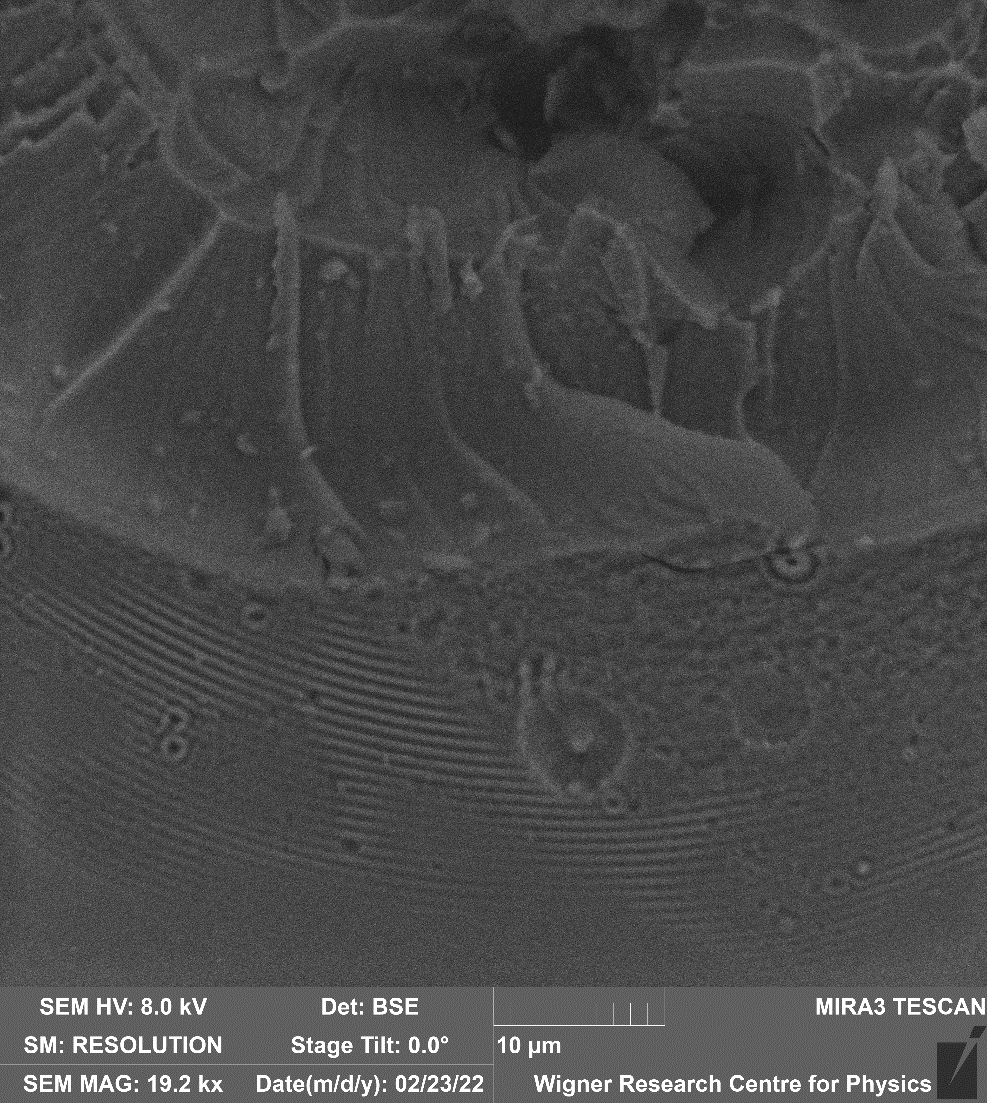 SEM HV: 8.0 kV Det: BSE MIRA3 TESCAN
SM: RESOLUTION Stage Tilt: 0.0° 10 µm
SEM MAG: 19.2 kx Date(m/d/y): 02/23/22 Wigner Research Centre for Physics